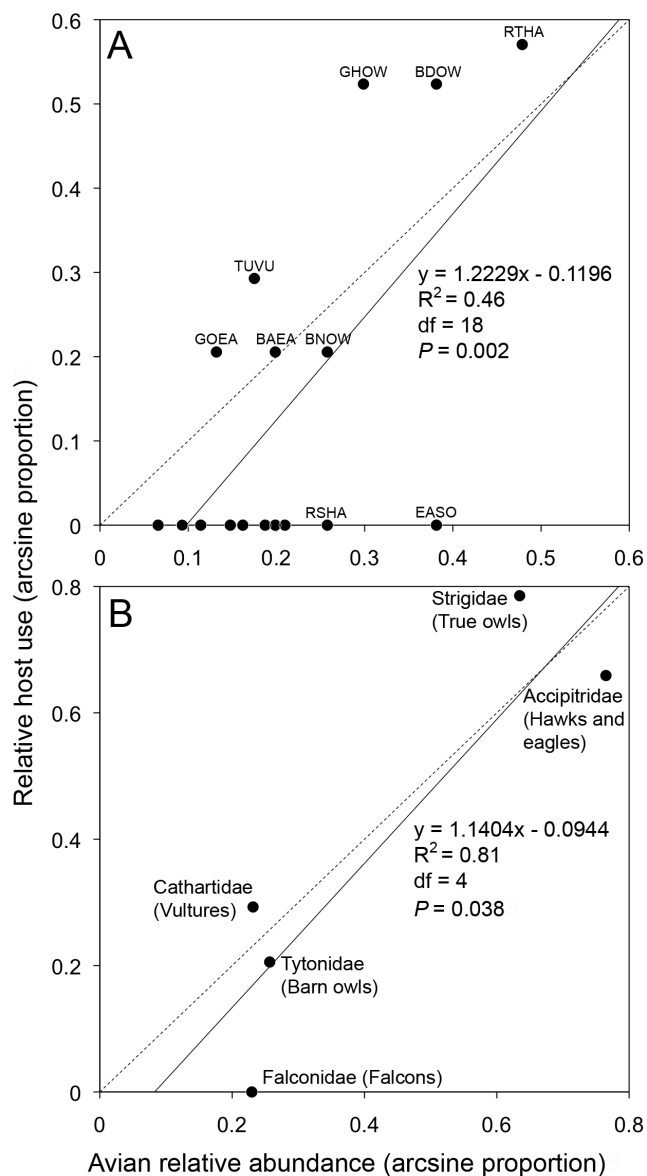 A
0.6
0.5
0.4
0.3
0.2
0.1
0
RTHA
GHOW BDOW
TUVU
GOEA BAEA BNOW
y = 1.2229x - 0.1196
R2 = 0.46
df = 18
P = 0.002
RSHA EASO
0 0.1 0.2 0.3 0.4 0.5 0.6
Relative host use (arcsine proportion)
B
0.8
0.6
0.4
0.2
0
Strigidae
(True owls)
Accipitridae
(Hawks and
eagles)
y = 1.1404x - 0.0944
R2 = 0.81
df = 4
P = 0.038
Cathartidae
(Vultures)
Tytonidae
(Barn owls)
Falconidae (Falcons)
0 0.2 0.4 0.6 0.8
Avian relative abundance (arcsine proportion)